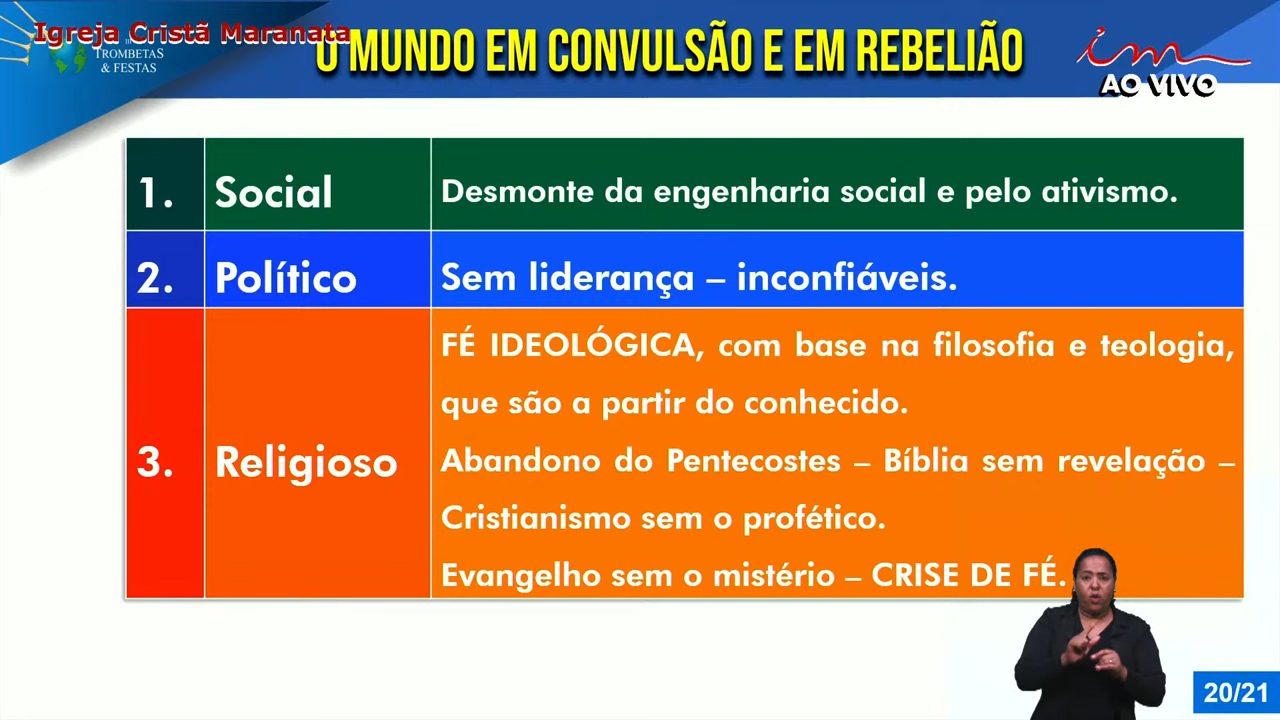 Igreja Cristã Maranata
TROMBETAS
& FESTAS
O MUNDO EM CONVULSÃO E EM REBELIÃO
im
AO VIVO
1. Social Desmonte da engenharia social e pelo ativismo.
2. Político Sem liderança – inconfiáveis.
FÉ IDEOLÓGICA, com base na filosofia e teologia,
que são a partir do conhecido.
3. Religioso Abandono do Pentecostes – Bíblia sem revelação –
Cristianismo sem o profético.
Evangelho sem o mistério – CRISE DE FÉ.
20/21